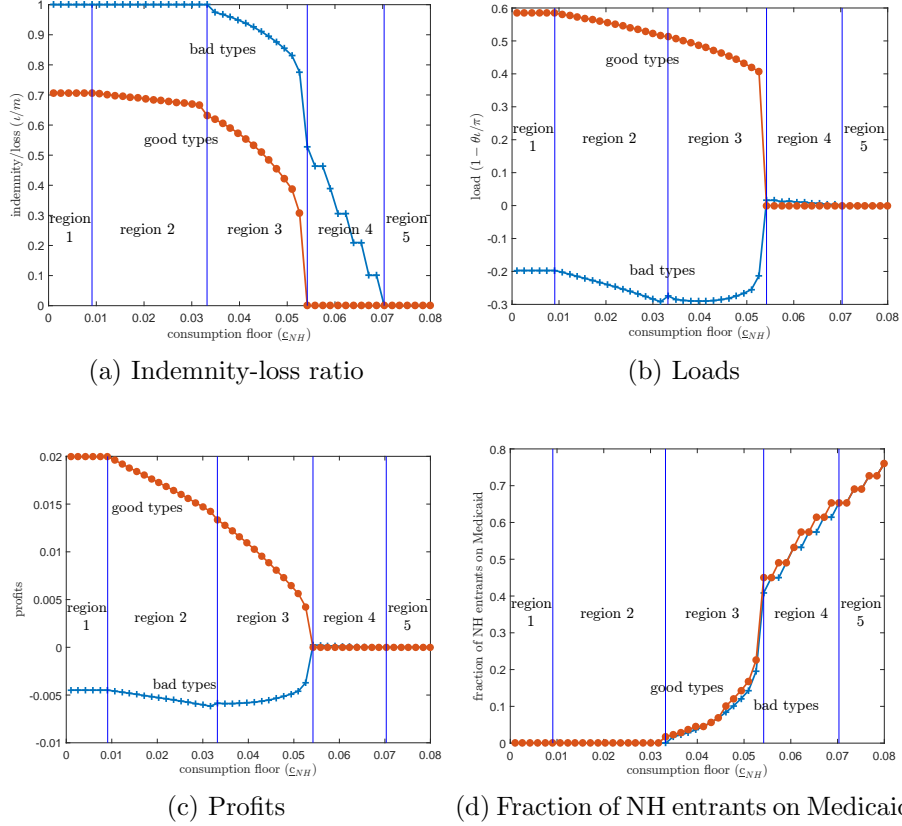 1
0.9
0.8
0.7
0.6
0.5
0.4
0.3
0.2
0.1
0
indemnity/loss (ι/m)
bad types
good types
region 1
region 2
region 3
region 4
region 5
0 0.01 0.02 0.03 0.04 0.05 0.06 0.07 0.08
consumption floor (c_NH)
(a) Indemnity-loss ratio
0.6
0.5
0.4
0.3
0.2
0.1
0
-0.1
-0.2
-0.3
load (1 − θι/π)
good types
region 1
region 2
region 3
region 4
region 5
bad types
0 0.01 0.02 0.03 0.04 0.05 0.06 0.07 0.08
consumption floor (c_NH)
(b) Loads
0.02
0.015
0.01
0.005
0
-0.005
-0.01
profits
good types
region 1
region 2
region 3
region 4
region 5
bad types
0 0.01 0.02 0.03 0.04 0.05 0.06 0.07 0.08
consumption floor (c_NH)
(c) Profits
0.8
0.7
0.6
0.5
0.4
0.3
0.2
0.1
0
fraction of NH entrants on Medicaid
region 1
region 2
region 3
region 4
region 5
good types
bad types
0 0.01 0.02 0.03 0.04 0.05 0.06 0.07 0.08
consumption floor (c_NH)
(d) Fraction of NH entrants on Medicaid